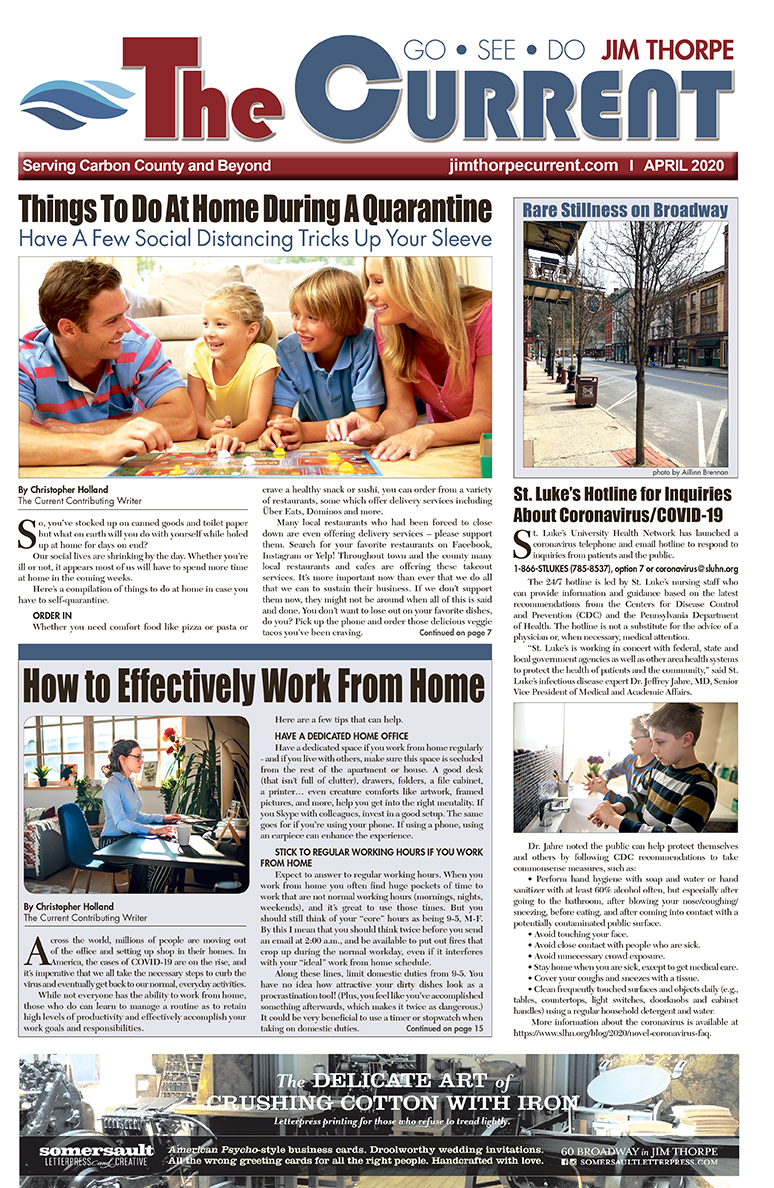 GO • SEE • DO JIM THORPE
The CURRENT
Serving Carbon County and Beyond
jimthorpecurrent.com | APRIL 2020
Things To Do At Home During A Quarantine
Have A Few Social Distancing Tricks Up Your Sleeve
By Christopher Holland
The Current Contributing Writer
So, you've stocked up on canned goods and toilet paper
but what on earth will you do with yourself while holed
up at home for days on end?
Our social lives are shrinking by the day. Whether you're
ill or not, it appears most of us will have to spend more time
at home in the coming weeks.
Here's a compilation of things to do at home in case you
have to self-quarantine.
ORDER IN
Whether you need comfort food like pizza or pasta or
crave a healthy snack or sushi, you can order from a variety
of restaurants, some which offer delivery services including
Über Eats, Dominos and more.
Many local restaurants who had been forced to close
down are even offering delivery services – please support
them. Search for your favorite restaurants on Facebook,
Instagram or Yelp! Throughout town and the county many
local restaurants and cafes are offering these takeout
services. It's more important now than ever that we do all
that we can to sustain their business. If we don't support
them now, they might not be around when all of this is said
and done. You don't want to lose out on your favorite dishes,
do you? Pick up the phone and order those delicious veggie
tacos you've been craving.
Continued on page 7
How to Effectively Work From Home
By Christopher Holland
The Current Contributing Writer
Across the world, millions of people are moving out
of the office and setting up shop in their homes. In
America, the cases of COVID-19 are on the rise, and
it's imperative that we all take the necessary steps to curb the
virus and eventually get back to our normal, everyday activities.
While not everyone has the ability to work from home,
those who do can learn to manage a routine as to retain
high levels of productivity and effectively accomplish your
work goals and responsibilities.
Here are a few tips that can help.
HAVE A DEDICATED HOME OFFICE
Have a dedicated space if you work from home regularly
- and if you live with others, make sure this space is secluded
from the rest of the apartment or house. A good desk
(that isn't full of clutter), drawers, folders, a file cabinet,
a printer… even creature comforts like artwork, framed
pictures, and more, help you get into the right mentality. If
you Skype with colleagues, invest in a good setup. The same
goes for if you're using your phone. If using a phone, using
an earpiece can enhance the experience.
STICK TO REGULAR WORKING HOURS IF YOU WORK
FROM HOME
Expect to answer to regular working hours. When you
work from home you often find huge pockets of time to
work that are not normal working hours (mornings, nights,
weekends), and it's great to use those times. But you
should still think of your "core" hours as being 9-5, M-F.
By this I mean that you should think twice before you send
an email at 2:00 a.m., and be available to put out fires that
crop up during the normal workday, even if it interferes
with your "ideal" work from home schedule.
Along these lines, limit domestic duties from 9-5. You
have no idea how attractive your dirty dishes look as a
procrastination tool! (Plus, you feel like you've accomplished
something afterwards, which makes it twice as dangerous.)
It could very beneficial to use a timer or stopwatch when
taking on domestic duties.
Continued on page 15
Rare Stillness on Broadway
photo by Aillinn Brennan
St. Luke's Hotline for Inquiries
About Coronavirus/COVID-19
St. Luke's University Health Network has launched a
coronavirus telephone and email hotline to respond to
inquiries from patients and the public.
1-866-STLUKES (785-8537), option 7 or coronavirus@sluhn.org
The 24/7 hotline is led by St. Luke's nursing staff who
can provide information and guidance based on the latest
recommendations from the Centers for Disease Control
and Prevention (CDC) and the Pennsylvania Department
of Health. The hotline is not a substitute for the advice of a
physician or, when necessary, medical attention.
"St. Luke's is working in concert with federal, state and
local government agencies as well as other area health systems
to protect the health of patients and the community," said St.
Luke's infectious disease expert Dr. Jeffrey Jahre, MD, Senior
Vice President of Medical and Academic Affairs.
Dr. Jahre noted the public can help protect themselves
and others by following CDC recommendations to take
commonsense measures, such as:
• Perform hand hygiene with soap and water or hand
sanitizer with at least 60% alcohol often, but especially after
going to the bathroom, after blowing your nose/coughing/
sneezing, before eating, and after coming into contact with a
potentially contaminated public surface.
• Avoid touching your face.
• Avoid close contact with people who are sick.
• Avoid unnecessary crowd exposure.
• Stay home when you are sick, except to get medical care.
• Cover your coughs and sneezes with a tissue.
• Clean frequently touched surfaces and objects daily (e.g.,
tables, countertops, light switches, doorknobs and cabinet
handles) using a regular household detergent and water.
More information about the coronavirus is available at
https://www.slhn.org/blog/2020/novel-coronavirus-faq.
The DELICATE ART of
CRUSHING COTTON WITH IRON
Letterpress printing for those who refuse to tread lightly.
somersault
LETTERPRESS and CREATIVE
American Psycho-style business cards. Droolworthy wedding invitations.
All the wrong greeting cards for all the right people. Handcrafted with love.
60 BROADWAY in JIM THORPE
SOMERSAULTLETTERPRESS.COM